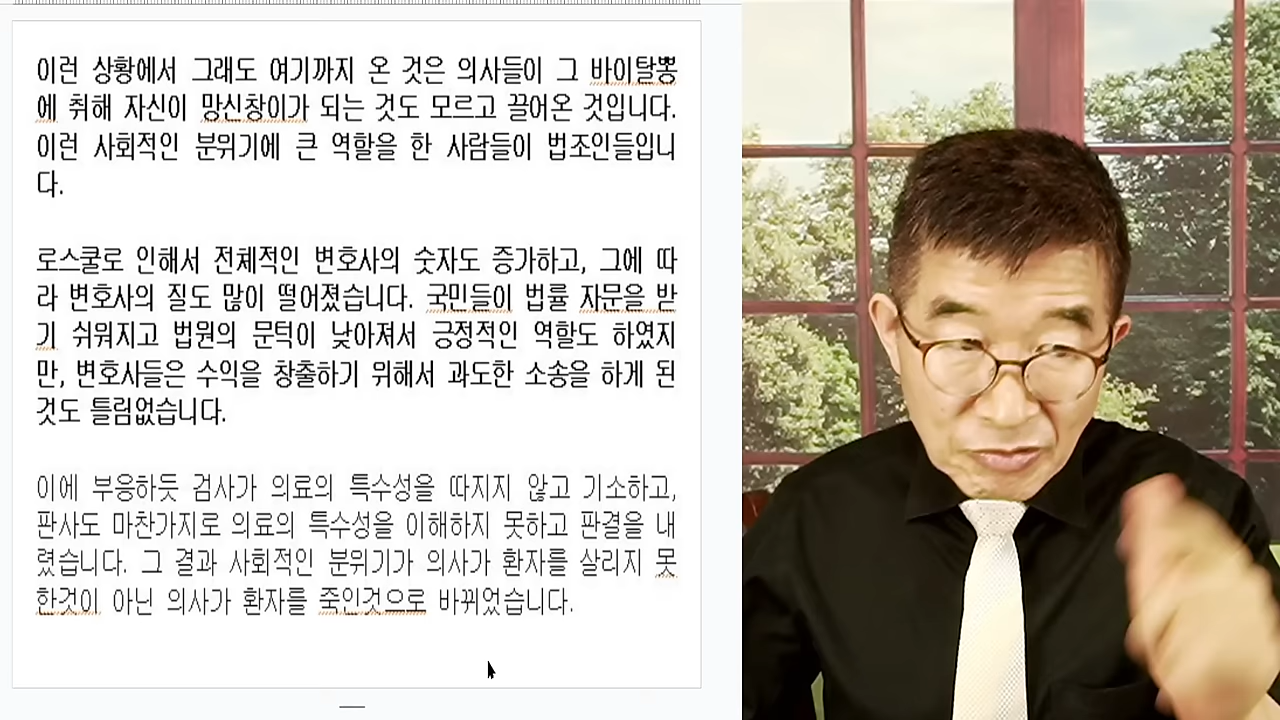 이런 상황에서 그래도 여기까지 온 것은 의사들이 그 바이탈뽕
에 취해 자신이 망신창이가 되는 것도 모르고 끌어온 것입니다.
이런 사회적인 분위기에 큰 역할을 한 사람들이 법조인들입니
다.
로스쿨로 인해서 전체적인 변호사의 숫자도 증가하고, 그에 따
라 변호사의 질도 많이 떨어졌습니다. 국민들이 법률 자문을 받
기 쉬워지고 법원의 문턱이 낮아져서 긍정적인 역할도 하였지
만, 변호사들은 수익을 창출하기 위해서 과도한 소송을 하게 된
것도 틀림없습니다.
이에 부응하듯 검사가 의료의 특수성을 따지지 않고 기소하고,
판사도 마찬가지로 의료의 특수성을 이해하지 못하고 판결을 내
렸습니다. 그 결과 사회적인 분위기가 의사가 환자를 살리지 못
한것이 아닌 의사가 환자를 죽인것으로 바뀌었습니다.